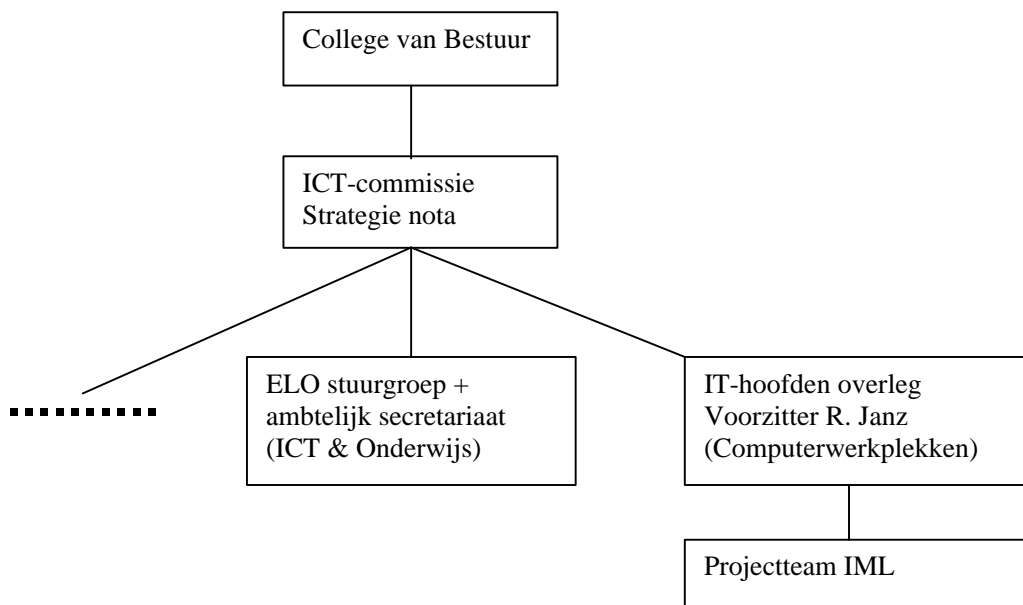 College van Bestuur
ICT-commissie
Strategie nota
ELO stuurgroep +
ambtelijk secretariaat
(ICT & Onderwijs)
IT-hoofden overleg
Voorzitter R. Janz
(Computerwerkplekken)
Projectteam IML